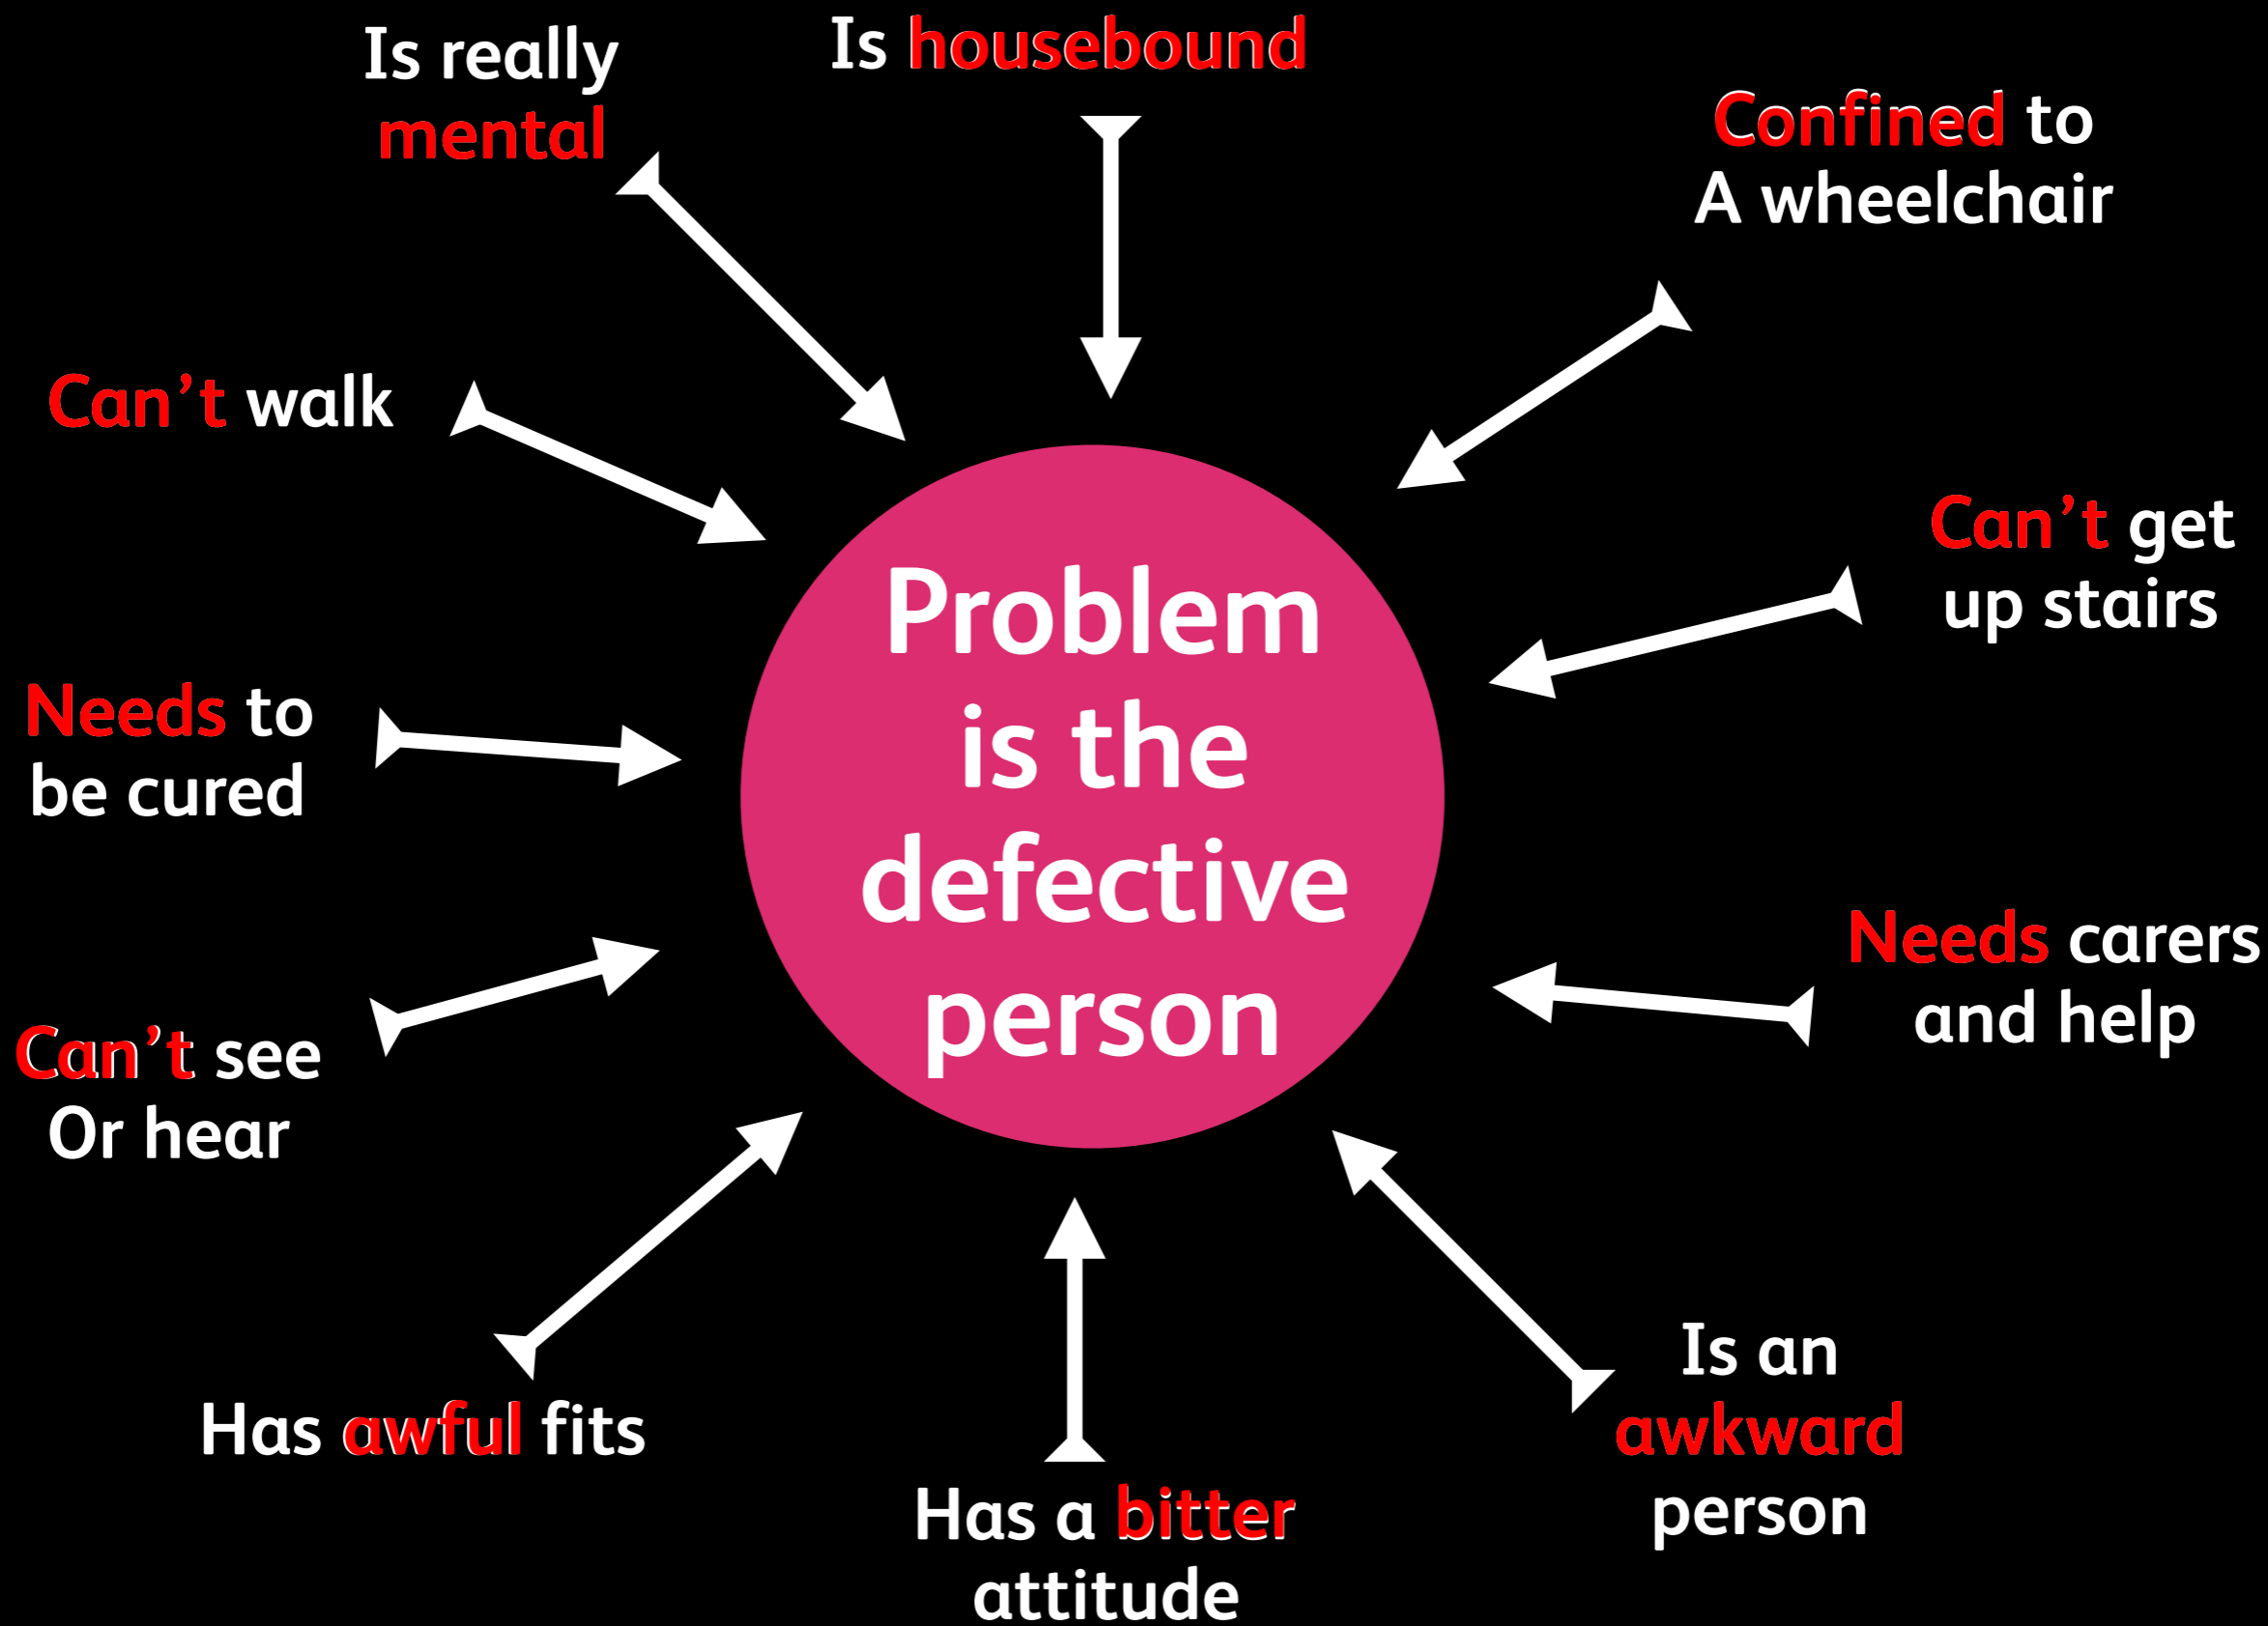 Is really
mental
Is housebound
Confined to
A wheelchair
Can’t walk
Can’t get
up stairs
Problem
is the
defective
person
Needs to
be cured
Needs carers
and help
Can’t see
Or hear
Has awful fits
Has a bitter
attitude
Is an
awkward
person